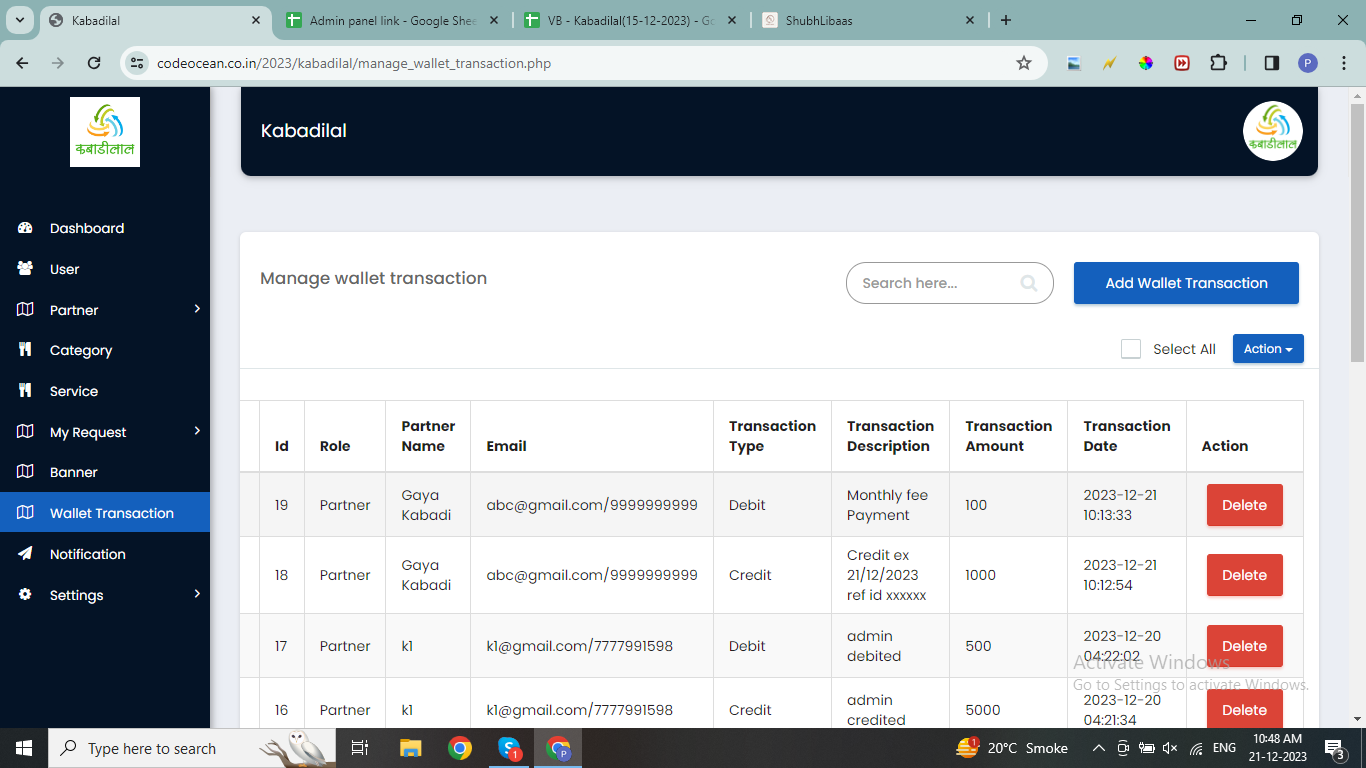 Kabadilal
Admin panel link - Google Shee
VB - Kabadilal(15-12-2023) - Go
ShubhLibaas
codeocean.co.in/2023/kabadilal/manage_wallet_transaction.php
P
कबाडीलाल
Kabadilal
कबाडीलाल
Dashboard
User
Partner
Category
Service
My Request
Banner
Wallet Transaction
Notification
Settings
Manage wallet transaction
Search here...
Add Wallet Transaction
Select All
Action
Id Role Partner Name Email Transaction Type Transaction Description Transaction Amount Transaction Date Action
19 Partner Gaya Kabadi abc@gmail.com/9999999999 Debit Monthly fee Payment 100 2023-12-21 10:13:33 Delete
18 Partner Gaya Kabadi abc@gmail.com/9999999999 Credit Credit ex 21/12/2023 ref id xxxxxx 1000 2023-12-21 10:12:54 Delete
17 Partner k1 k1@gmail.com/7777991598 Debit admin debited 500 2023-12-20 04:22:02 Delete
16 Partner k1 k1@gmail.com/7777991598 Credit admin credited 5000 2023-12-20 04:21:34 Delete
Activate Windows
Go to Settings to activate Windows.
Type here to search
1
P
1
20°C Smoke
ENG
10:48 AM
21-12-2023
3